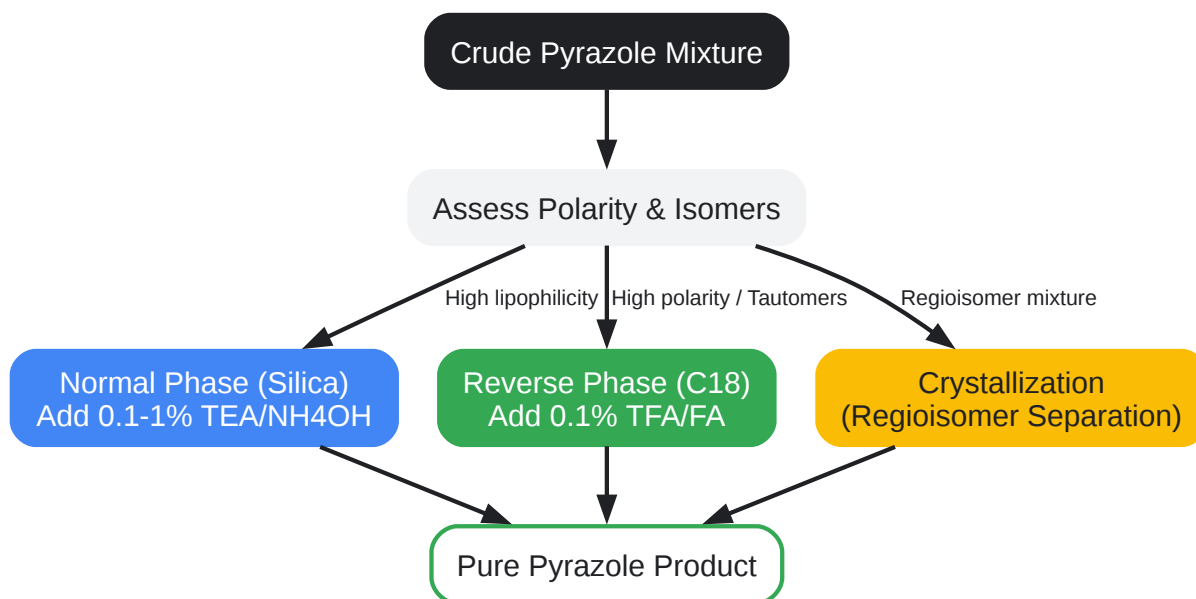 Crude Pyrazole Mixture
Assess Polarity & Isomers
High lipophilicity
High polarity / Tautomers
Regioisomer mixture
Normal Phase (Silica)
Add 0.1-1% TEA/NH4OH
Reverse Phase (C18)
Add 0.1% TFA/FA
Crystallization
(Regioisomer Separation)
Pure Pyrazole Product